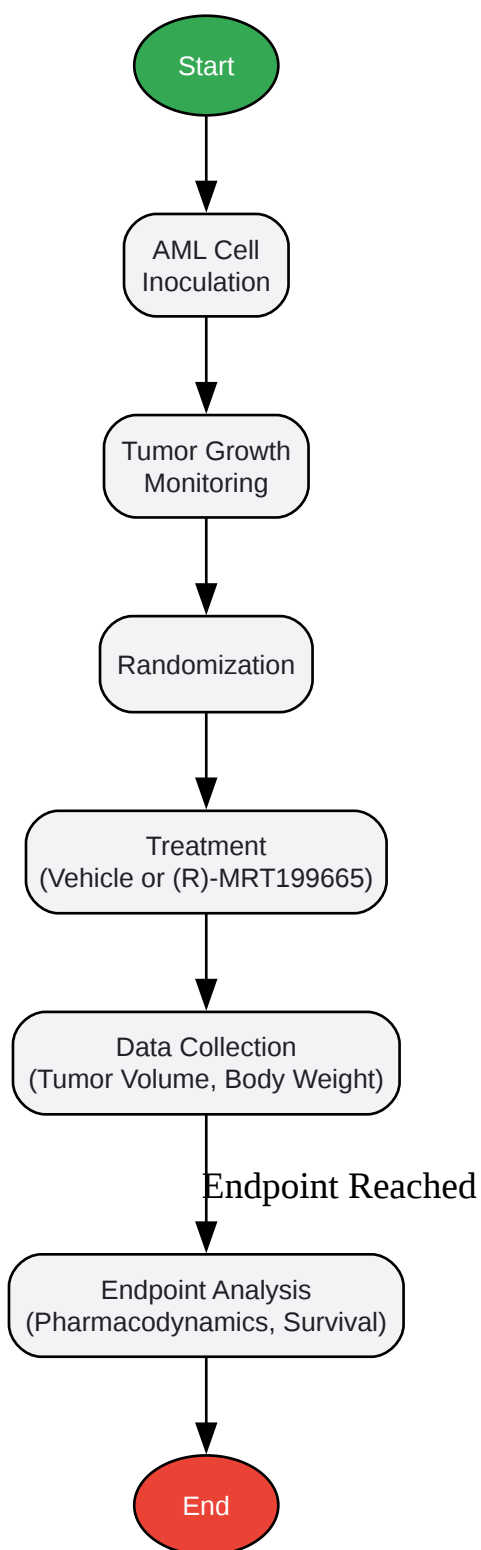 Start
AML Cell
Inoculation
Tumor Growth
Monitoring
Randomization
Treatment
(Vehicle or (R)-MRT199665)
Data Collection
(Tumor Volume, Body Weight)
Endpoint Reached
Endpoint Analysis
(Pharmacodynamics, Survival)
End